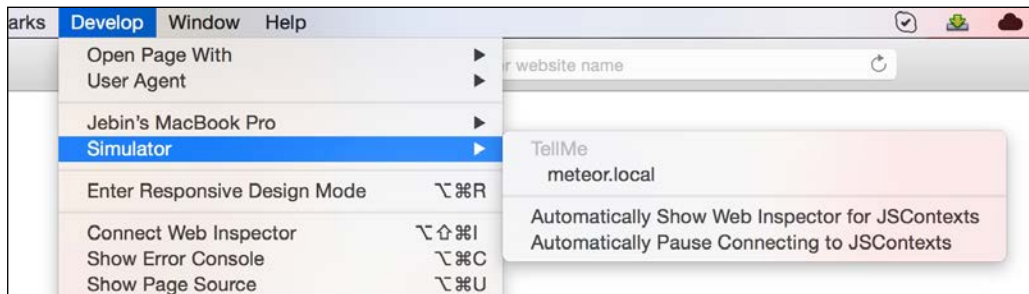 arks Develop Window Help
Open Page With
r website name
User Agent
Jebin's MacBook Pro
Simulator
TellMe
meteor.local
Enter Responsive Design Mode ⌥⌘R
Automatically Show Web Inspector for JSContexts
Connect Web Inspector ⌥⇧⌘I
Automatically Pause Connecting to JSContexts
Show Error Console ⌥⌘C
Show Page Source ⌥⌘U